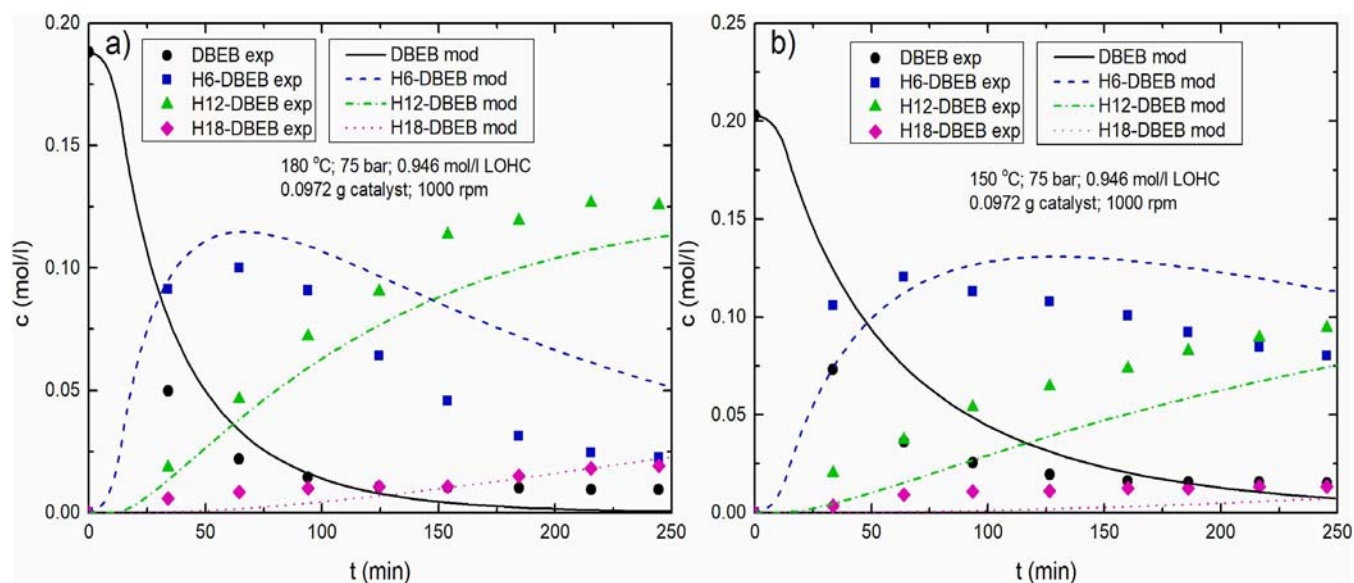 a)
DBEB exp
H6-DBEB exp
H12-DBEB exp
H18-DBEB exp
DBEB mod
H6-DBEB mod
H12-DBEB mod
H18-DBEB mod
180 °C; 75 bar; 0.946 mol/l LOHC
0.0972 g catalyst; 1000 rpm
c (mol/l)
0.20
0.15
0.10
0.05
0.00
0
50
100
150
200
250
t (min)
b)
DBEB exp
H6-DBEB exp
H12-DBEB exp
H18-DBEB exp
DBEB mod
H6-DBEB mod
H12-DBEB mod
H18-DBEB mod
150 °C; 75 bar; 0.946 mol/l LOHC
0.0972 g catalyst; 1000 rpm
c (mol/l)
0.25
0.20
0.15
0.10
0.05
0.00
0
50
100
150
200
250
t (min)